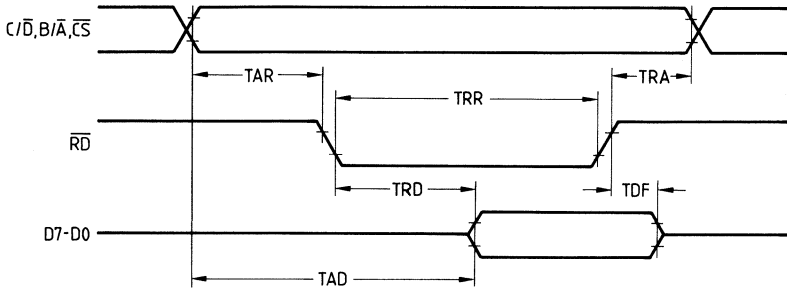 C/D̅,B/A̅,C̅S̅
TAR
TRR
TRA
R̅D̅
TRD
TDF
D7-D0
TAD